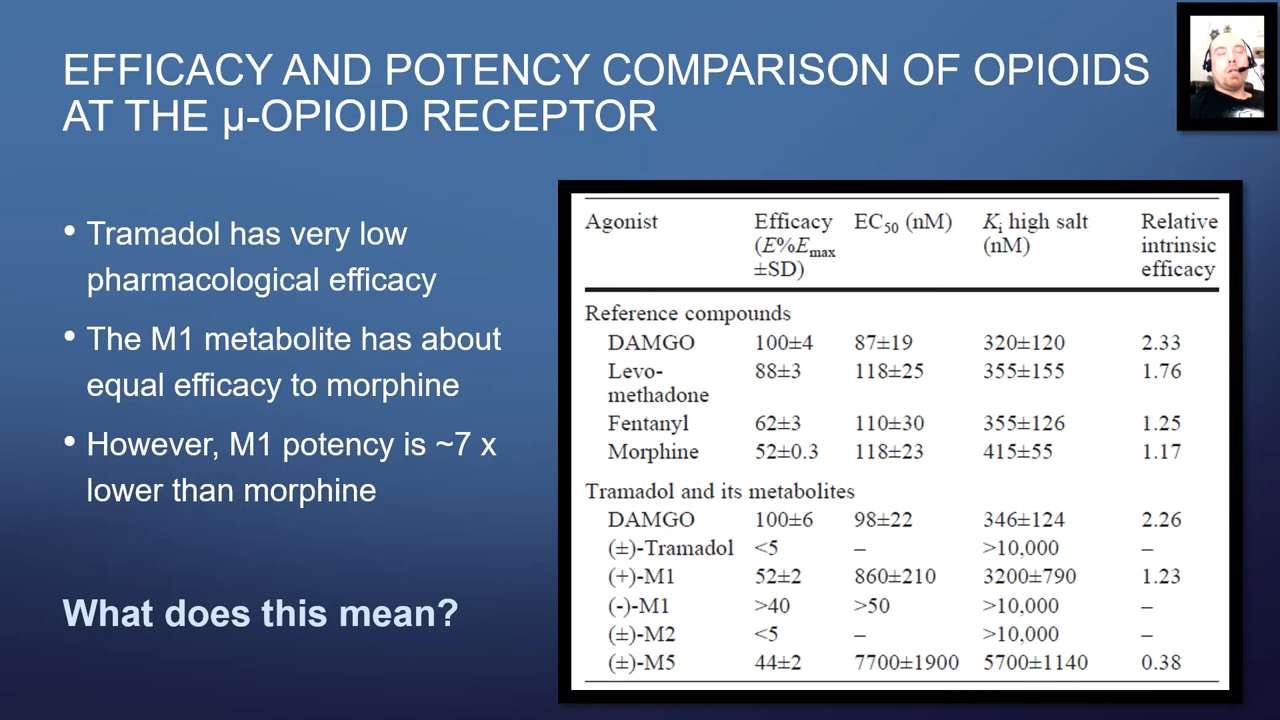 EFFICACY AND POTENCY COMPARISON OF OPIOIDS
AT THE µ-OPIOID RECEPTOR
• Tramadol has very low
pharmacological efficacy
• The M1 metabolite has about
equal efficacy to morphine
• However, M1 potency is ~7 x
lower than morphine
What does this mean?
Agonist Efficacy EC50 (nM) Ki high salt Relative
(E%Emax (nM) intrinsic
±SD) efficacy
Reference compounds
DAMGO 100±4 87±19 320±120 2.33
Levo- 88±3 118±25 355±155 1.76
methadone
Fentanyl 62±3 110±30 355±126 1.25
Morphine 52±0.3 118±23 415±55 1.17
Tramadol and its metabolites
DAMGO 100±6 98±22 346±124 2.26
(±)-Tramadol <5 – >10,000 –
(+)-M1 52±2 860±210 3200±790 1.23
(-)-M1 >40 >50 >10,000 –
(±)-M2 <5 – >10,000 –
(±)-M5 44±2 7700±1900 5700±1140 0.38